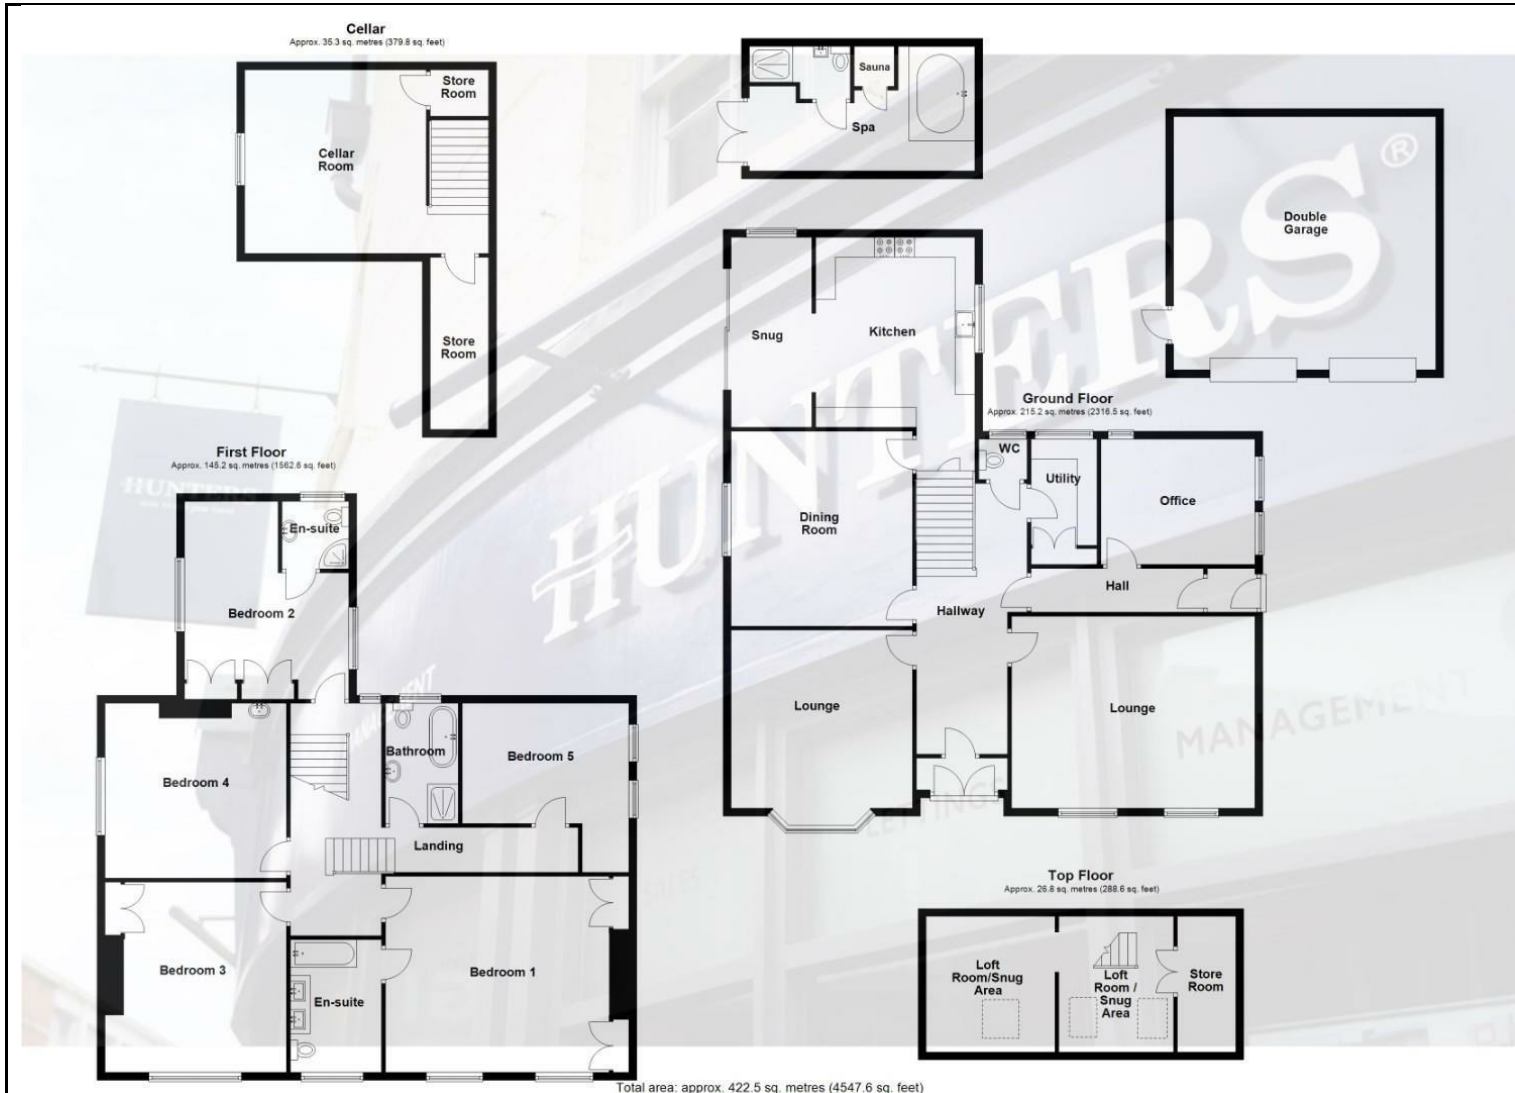 Cellar
Approx. 35.3 sq. metres (379.8 sq. feet)
Store
Room
Cellar
Room
Store
Room
Sauna
Spa
Double
Garage
Snug
Kitchen
Ground Floor
Approx. 215.2 sq. metres (2316.5 sq. feet)
WC
Utility
Office
Dining
Room
Hall
Hallway
Lounge
Lounge
First Floor
Approx. 145.2 sq. metres (1562.6 sq. feet)
En-suite
Bedroom 2
Bathroom
Bedroom 5
Bedroom 4
Landing
Bedroom 3
En-suite
Bedroom 1
Top Floor
Approx. 26.8 sq. metres (288.6 sq. feet)
Loft
Room/Snug
Area
Loft
Room /
Snug
Area
Store
Room
Total area: approx. 422.5 sq. metres (4547.6 sq. feet)
HUNTERS®
HUNTERS
MANAGEMENT
LETTINGS